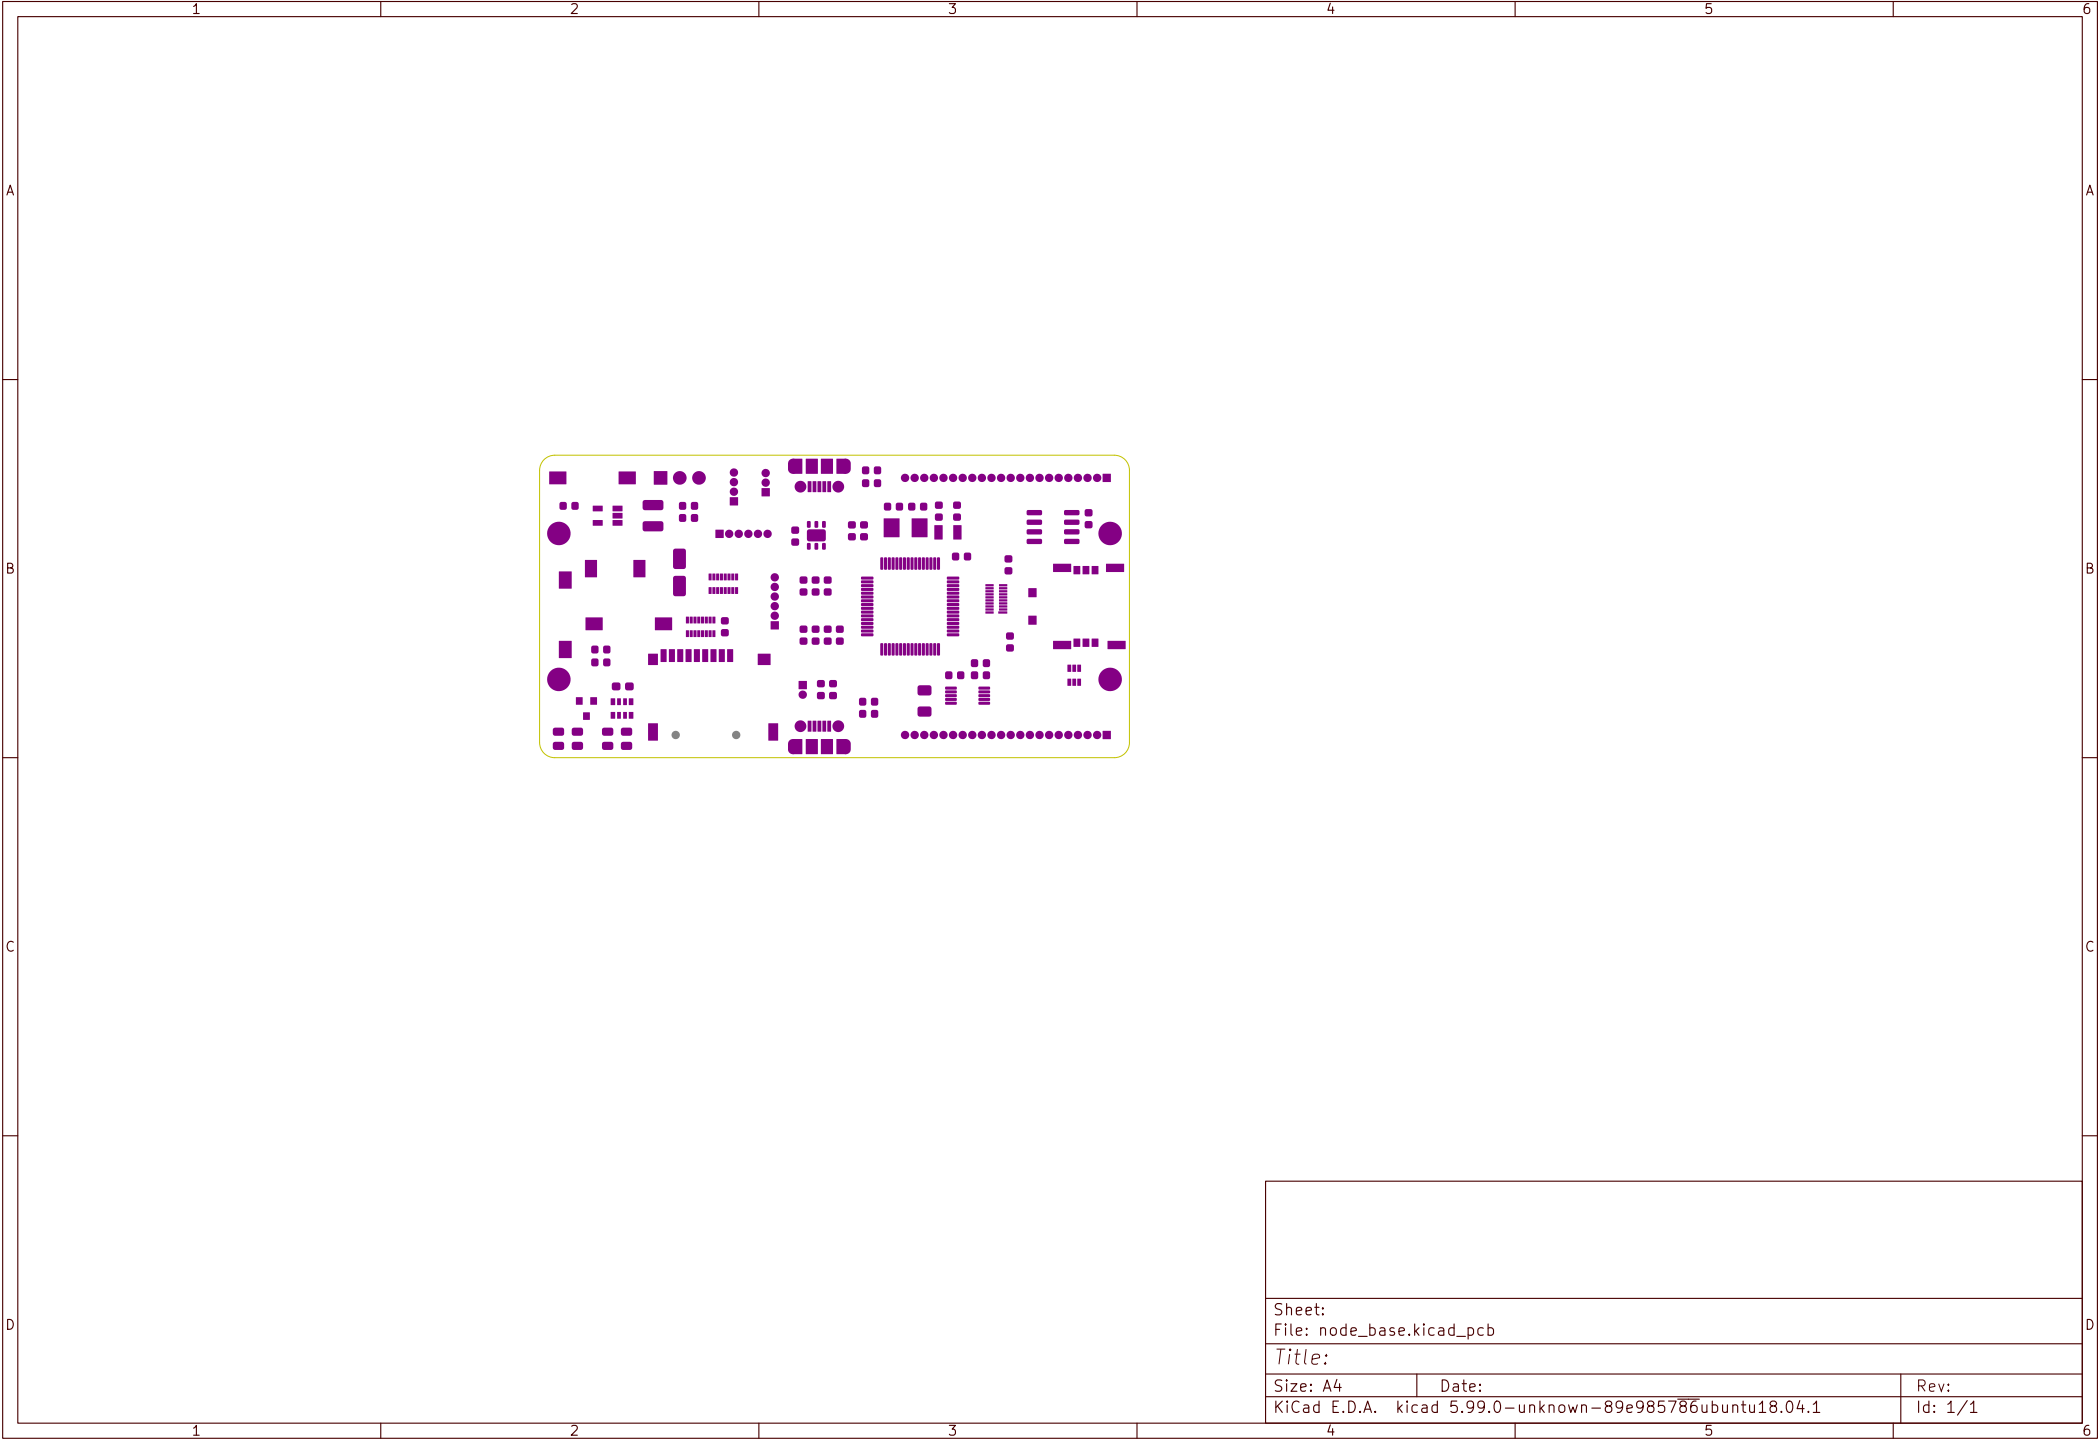 1 2 3 4 5 6
A A
B B
C C
D D
Sheet:
File: node_base.kicad_pcb
Title:
Size: A4 Date: Rev:
KiCad E.D.A. kicad 5.99.0-unknown-89e985786ubuntu18.04.1 Id: 1/1
1 2 3 4 5 6